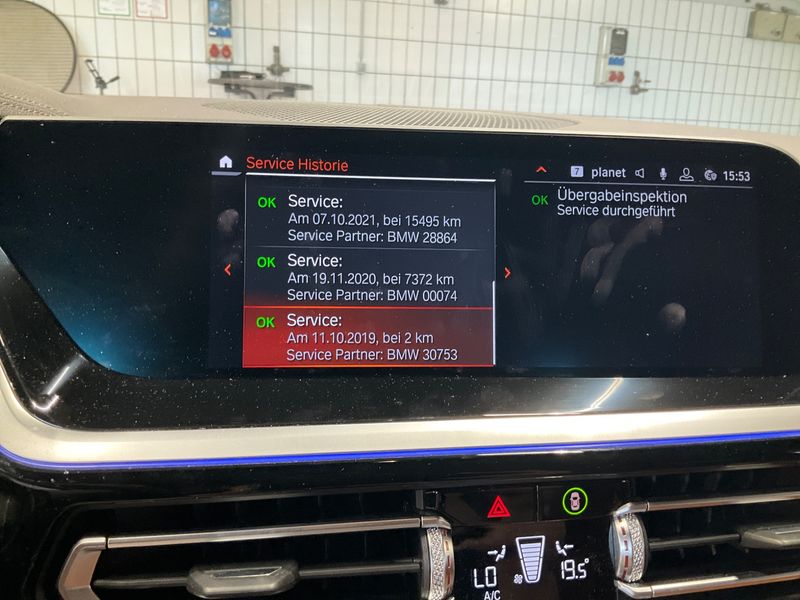 Service Historie
7 planet 15:53
OK Service:
Am 07.10.2021, bei 15495 km
Service Partner: BMW 28864
OK Service:
Am 19.11.2020, bei 7372 km
Service Partner: BMW 00074
OK Service:
Am 11.10.2019, bei 2 km
Service Partner: BMW 30753
OK Übergabeinspektion
Service durchgeführt
LO
A/C
19.5°